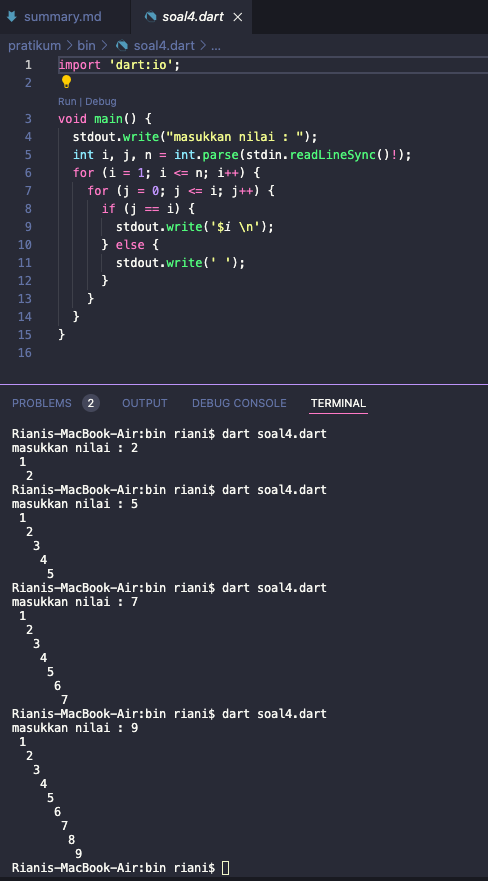 summary.md soal4.dart
pratikum > bin > soal4.dart > ...
1 import 'dart:io';
2
Run | Debug
3 void main() {
4   stdout.write("masukkan nilai : ");
5   int i, j, n = int.parse(stdin.readLineSync()!);
6   for (i = 1; i <= n; i++) {
7     for (j = 0; j <= i; j++) {
8       if (j == i) {
9         stdout.write('$i \n');
10       } else {
11         stdout.write(' ');
12       }
13     }
14   }
15 }
16
PROBLEMS 2 OUTPUT DEBUG CONSOLE TERMINAL
Rianis-MacBook-Air:bin riani$ dart soal4.dart
masukkan nilai : 2
 1
  2
Rianis-MacBook-Air:bin riani$ dart soal4.dart
masukkan nilai : 5
 1
  2
   3
    4
     5
Rianis-MacBook-Air:bin riani$ dart soal4.dart
masukkan nilai : 7
 1
  2
   3
    4
     5
      6
       7
Rianis-MacBook-Air:bin riani$ dart soal4.dart
masukkan nilai : 9
 1
  2
   3
    4
     5
      6
       7
        8
         9
Rianis-MacBook-Air:bin riani$